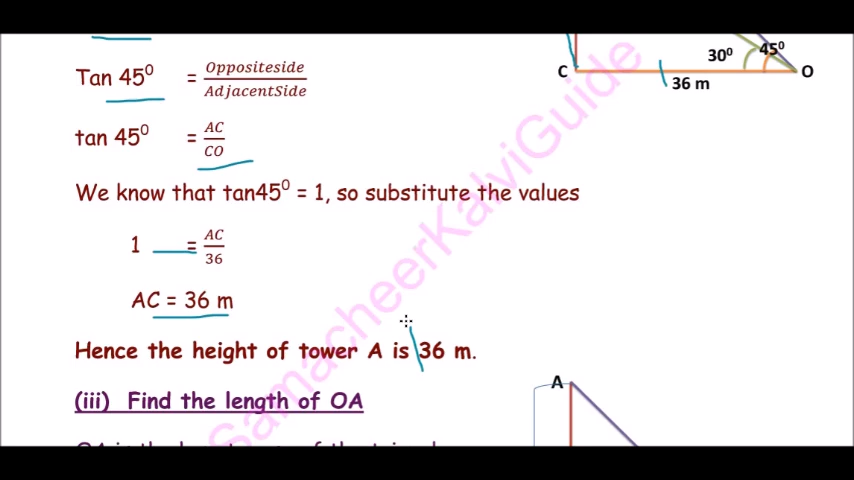 Tan 45⁰ = Oppositeside / AdjacentSide
tan 45⁰ = AC / CO
We know that tan45⁰ = 1, so substitute the values
1 = AC / 36
AC = 36 m
Hence the height of tower A is 36 m.
(iii) Find the length of OA
30⁰
45⁰
C
O
36 m
A
SamacheerKalviGuide